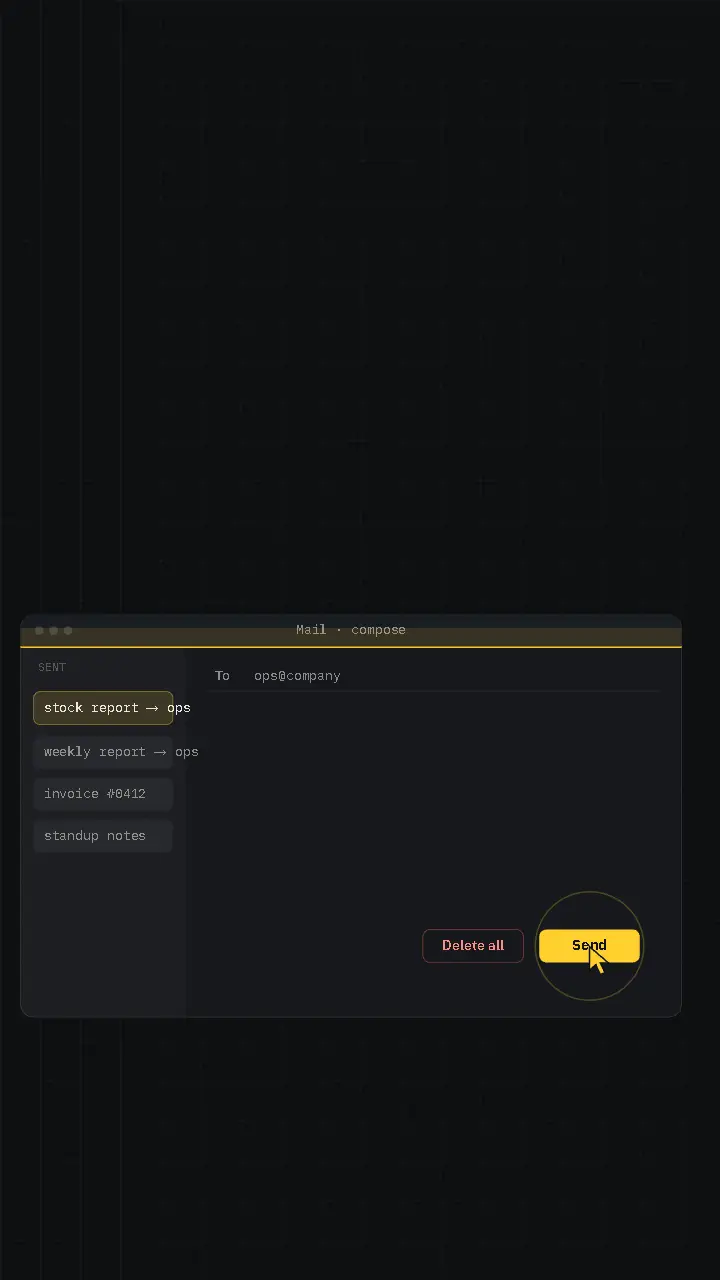 Mail · compose
SENT
To ops@company
stock report → ops
weekly report → ops
invoice #0412
standup notes
Delete all
Send